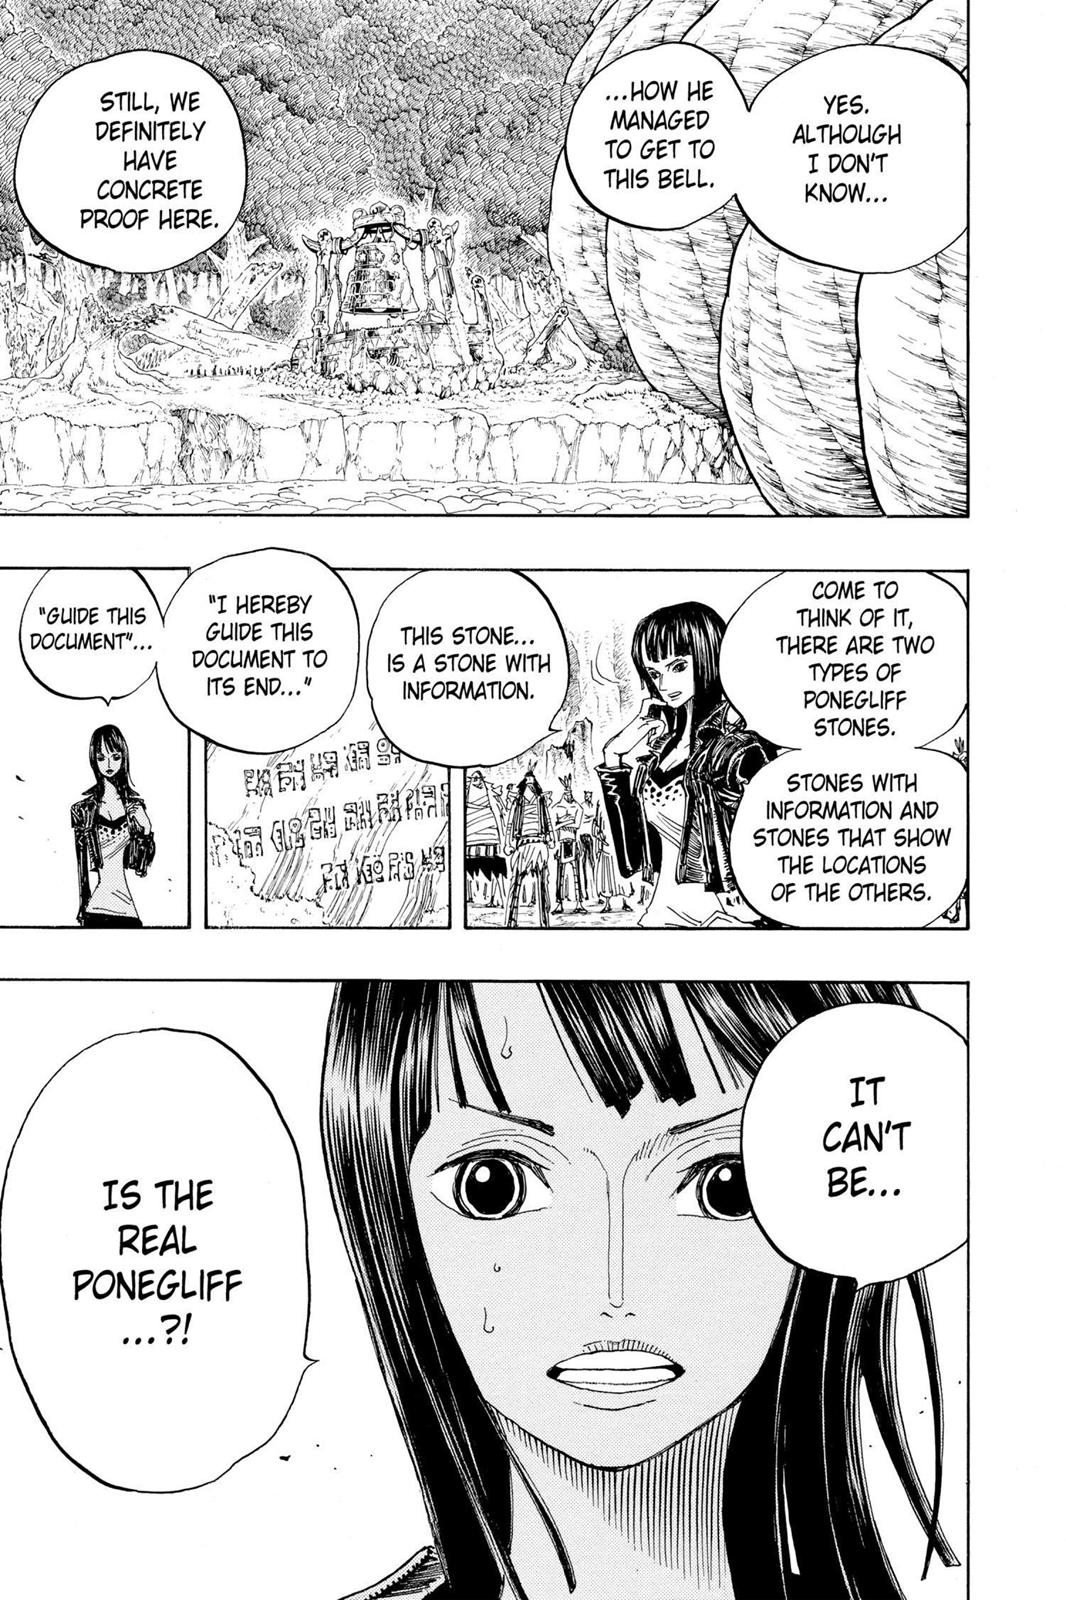 YES.
ALTHOUGH
I DON'T
KNOW...
...HOW HE
MANAGED
TO GET TO
THIS BELL.
STILL, WE
DEFINITELY
HAVE
CONCRETE
PROOF HERE.
COME TO
THINK OF IT,
THERE ARE TWO
TYPES OF
PONEGLIFF
STONES.
STONES WITH
INFORMATION AND
STONES THAT SHOW
THE LOCATIONS
OF THE OTHERS.
THIS STONE...
IS A STONE WITH
INFORMATION.
"I HEREBY
GUIDE THIS
DOCUMENT TO
ITS END..."
"GUIDE THIS
DOCUMENT"...
IT
CAN'T
BE...
IS THE
REAL
PONEGLIFF
...?!